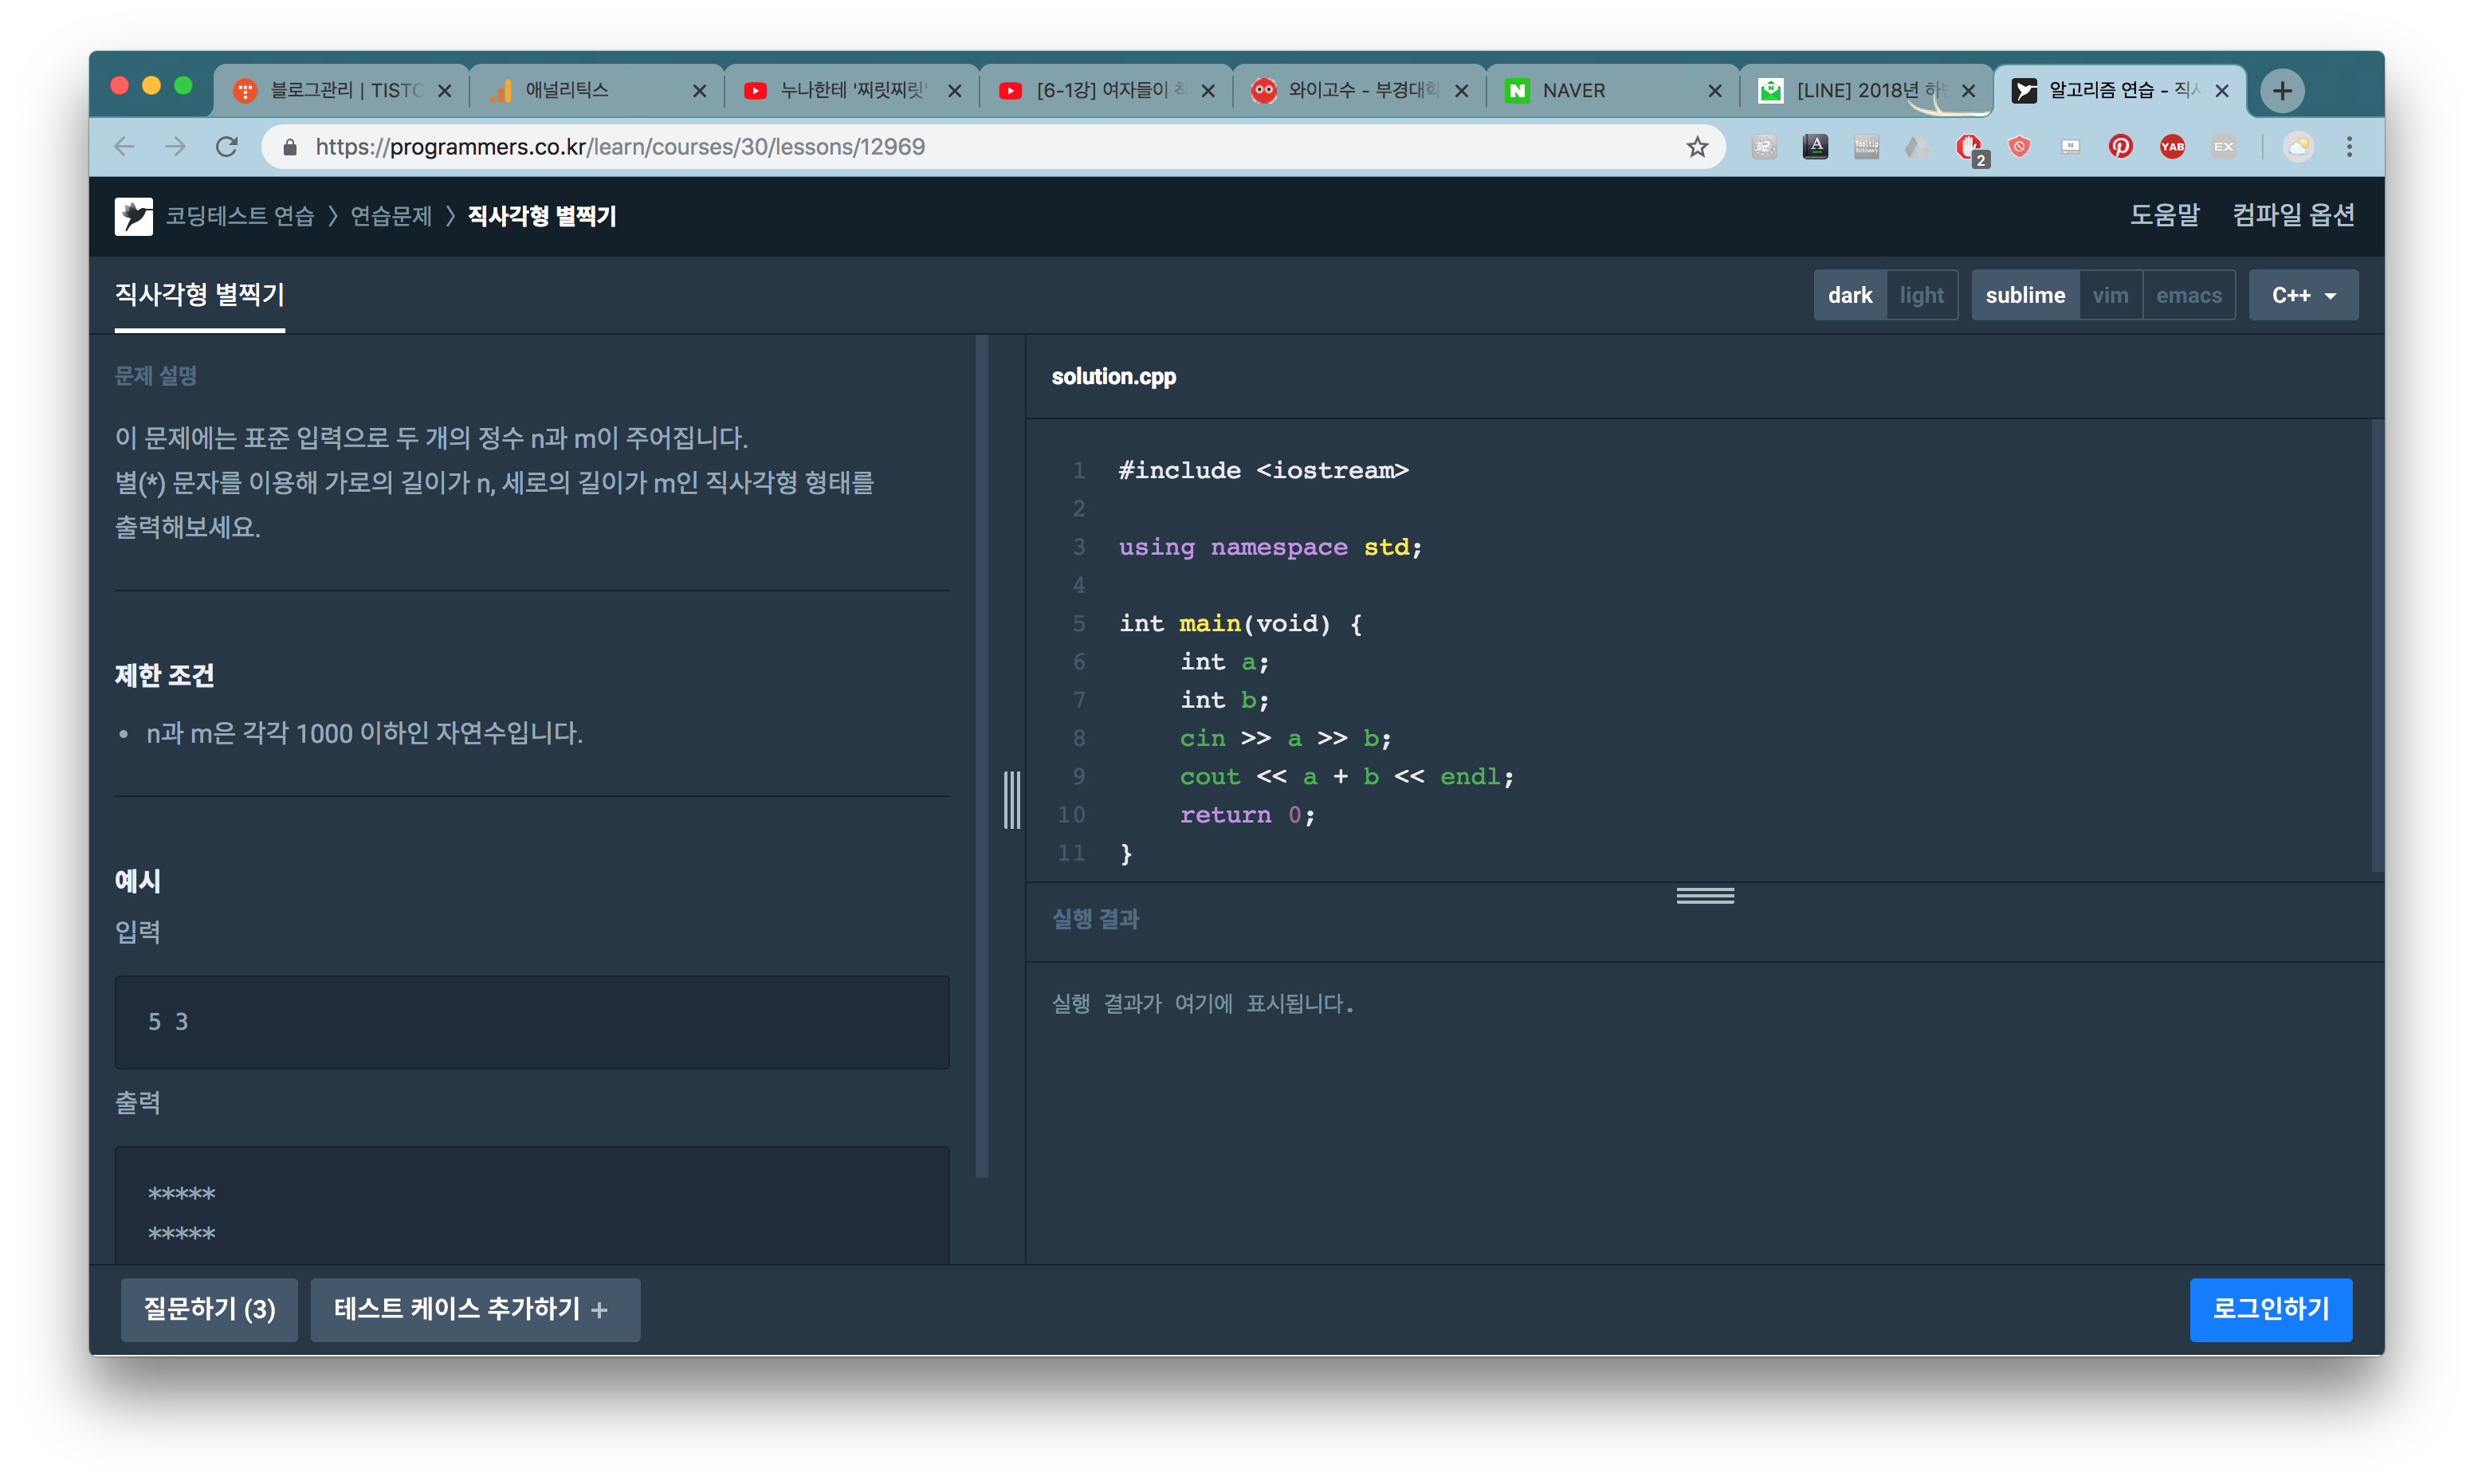 블로그관리 | TISTO
애널리틱스
누나한테 '찌릿찌릿'
[6-1강] 여자들이
와이고수 - 부경대학
NAVER
[LINE] 2018년 하
알고리즘 연습 - 직사
https://programmers.co.kr/learn/courses/30/lessons/12969
2
YAB
EX
코딩테스트 연습 〉 연습문제 〉 직사각형 별찍기
도움말 컴파일 옵션
직사각형 별찍기
dark light sublime vim emacs C++
문제 설명
이 문제에는 표준 입력으로 두 개의 정수 n과 m이 주어집니다.
별(*) 문자를 이용해 가로의 길이가 n, 세로의 길이가 m인 직사각형 형태를
출력해보세요.
제한 조건
• n과 m은 각각 1000 이하인 자연수입니다.
예시
입력
5 3
출력
*****
*****
solution.cpp
1 #include <iostream>
2
3 using namespace std;
4
5 int main(void) {
6     int a;
7     int b;
8     cin >> a >> b;
9     cout << a + b << endl;
10     return 0;
11 }
실행 결과
실행 결과가 여기에 표시됩니다.
질문하기 (3) 테스트 케이스 추가하기 +
로그인하기